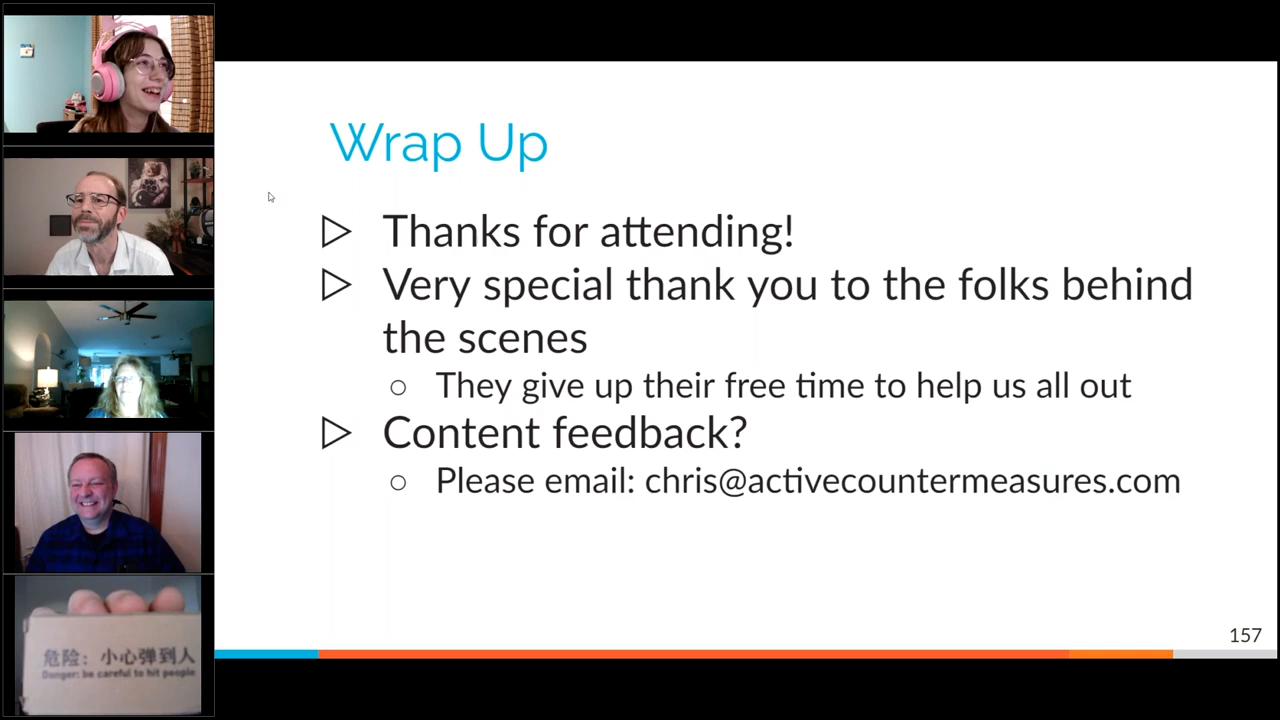 Wrap Up
Thanks for attending!
Very special thank you to the folks behind
the scenes
They give up their free time to help us all out
Content feedback?
Please email: chris@activecountermeasures.com
157
危险：小心弹到人
Danger: be careful to hit people